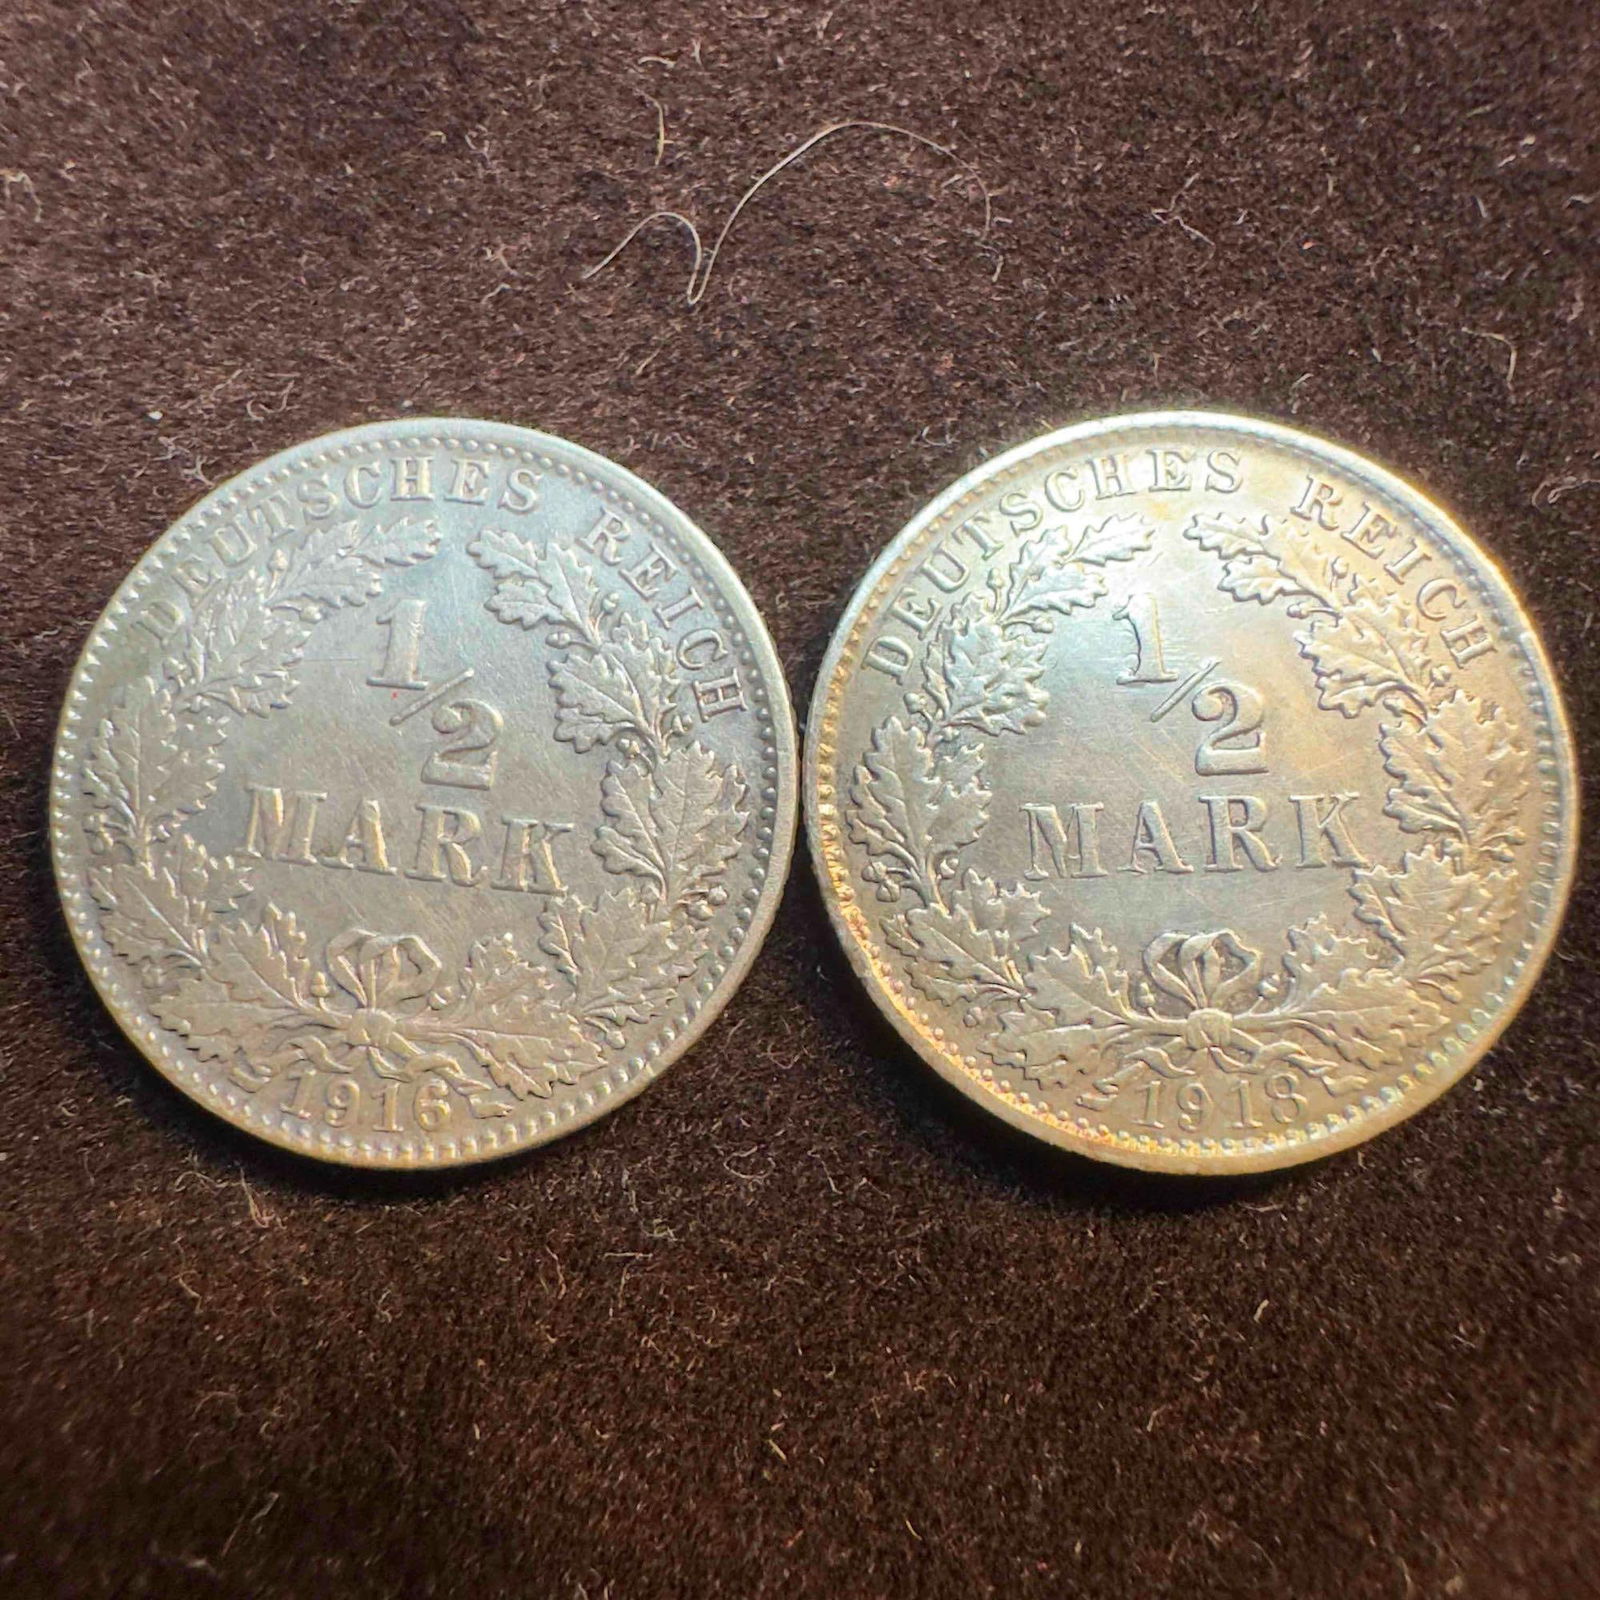 DEUTSCHES REICH
1/2
MARK
1916
DEUTSCHES REICH
1/2
MARK
1918